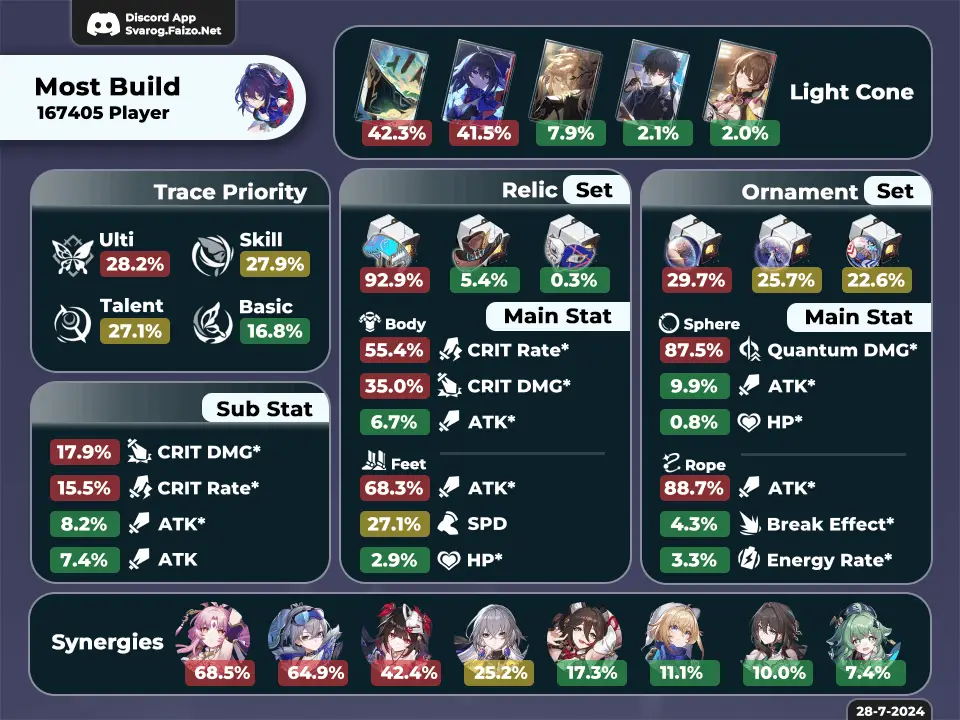 Discord App
Svarog.Faizo.Net
Most Build
167405 Player
42.3% 41.5% 7.9% 2.1% 2.0%
Light Cone
Trace Priority
Ulti
28.2%
Skill
27.9%
Talent
27.1%
Basic
16.8%
Sub Stat
17.9% CRIT DMG*
15.5% CRIT Rate*
8.2% ATK*
7.4% ATK
Relic Set
92.9% 5.4% 0.3%
Main Stat
Body
55.4% CRIT Rate*
35.0% CRIT DMG*
6.7% ATK*
Feet
68.3% ATK*
27.1% SPD
2.9% HP*
Ornament Set
29.7% 25.7% 22.6%
Main Stat
Sphere
87.5% Quantum DMG*
9.9% ATK*
0.8% HP*
Rope
88.7% ATK*
4.3% Break Effect*
3.3% Energy Rate*
Synergies
68.5% 64.9% 42.4% 25.2% 17.3% 11.1% 10.0% 7.4%
28-7-2024